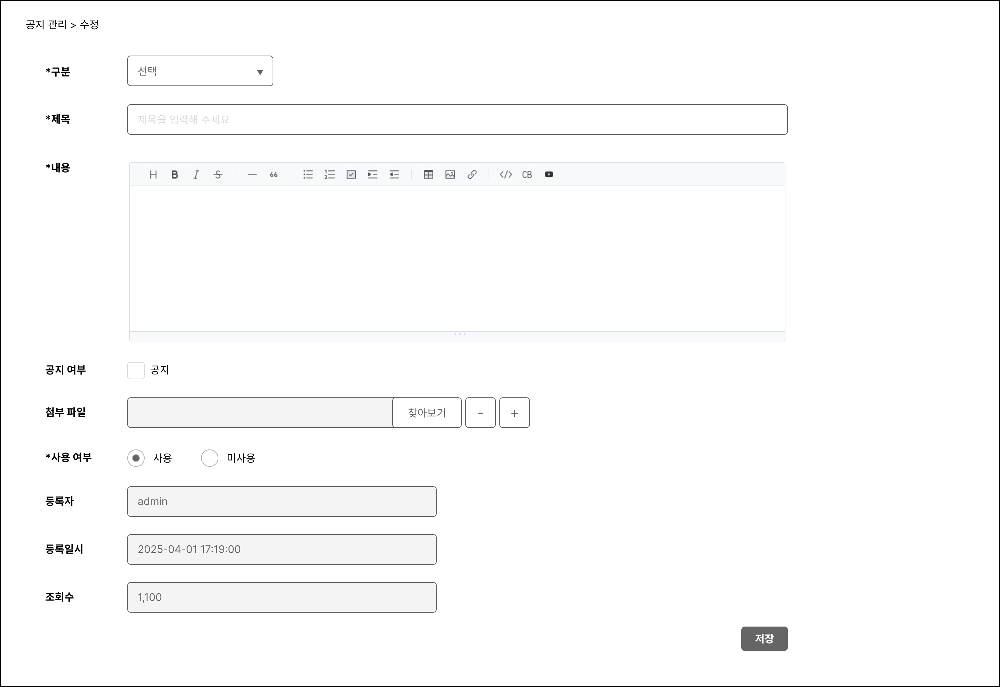 공지 관리 > 수정
*구분 선택 ▼
*제목 제목을 입력해 주세요
*내용
H B I S — 66 </> CB
공지 여부 공지
첨부 파일 찾아보기 - +
*사용 여부 사용 미사용
등록자 admin
등록일시 2025-04-01 17:19:00
조회수 1,100
저장